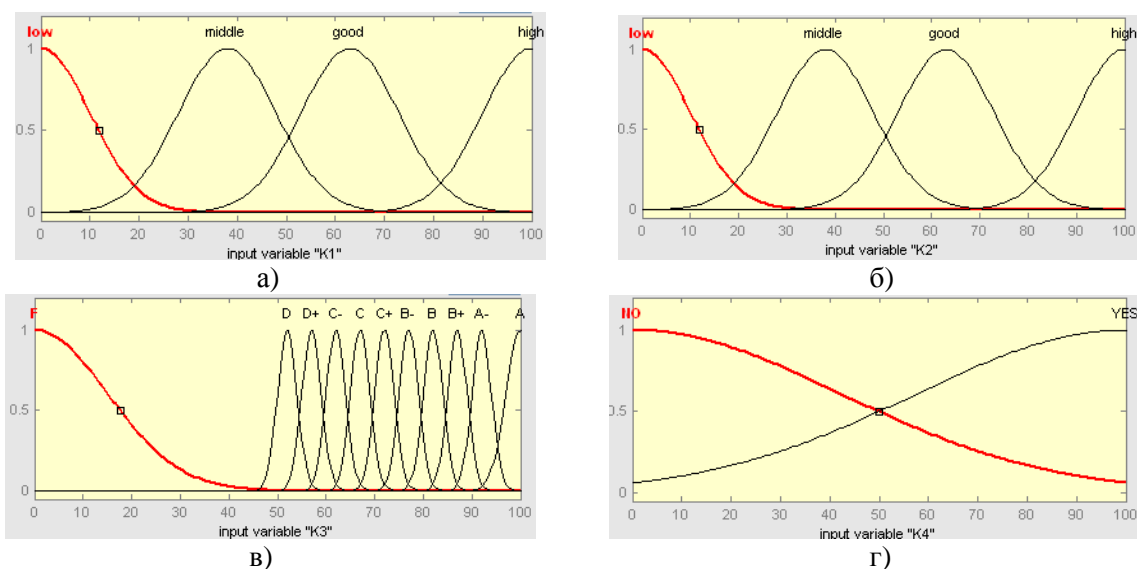 low middle good high
1
0.5
0
0 10 20 30 40 50 60 70 80 90 100
input variable "K1"
а)
low middle good high
1
0.5
0
0 10 20 30 40 50 60 70 80 90 100
input variable "K2"
б)
F D D+ C- C C+ B- B B+ A- A
1
0.5
0
0 10 20 30 40 50 60 70 80 90 100
input variable "K3"
в)
NO YES
1
0.5
0
0 10 20 30 40 50 60 70 80 90 100
input variable "K4"
г)